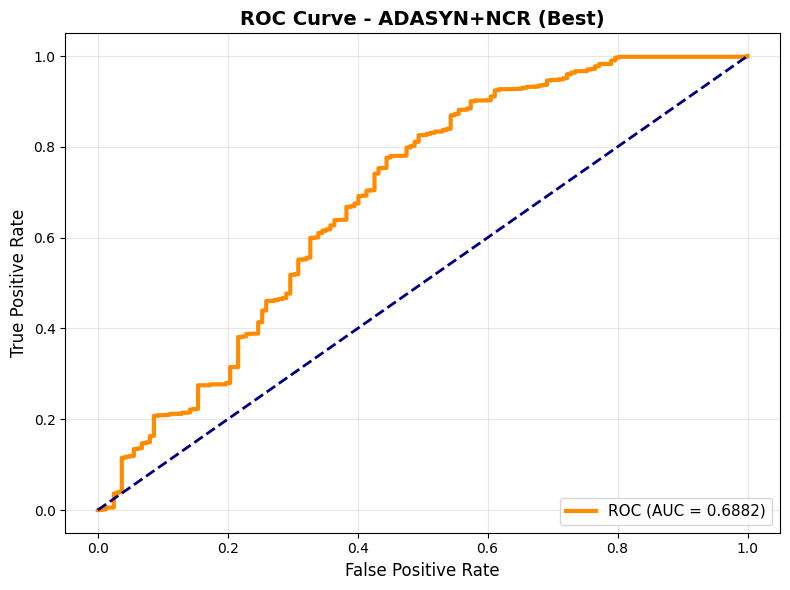 ROC Curve - ADASYN+NCR (Best)
True Positive Rate
1.0
0.8
0.6
0.4
0.2
0.0
ROC (AUC = 0.6882)
0.0 0.2 0.4 0.6 0.8 1.0
False Positive Rate